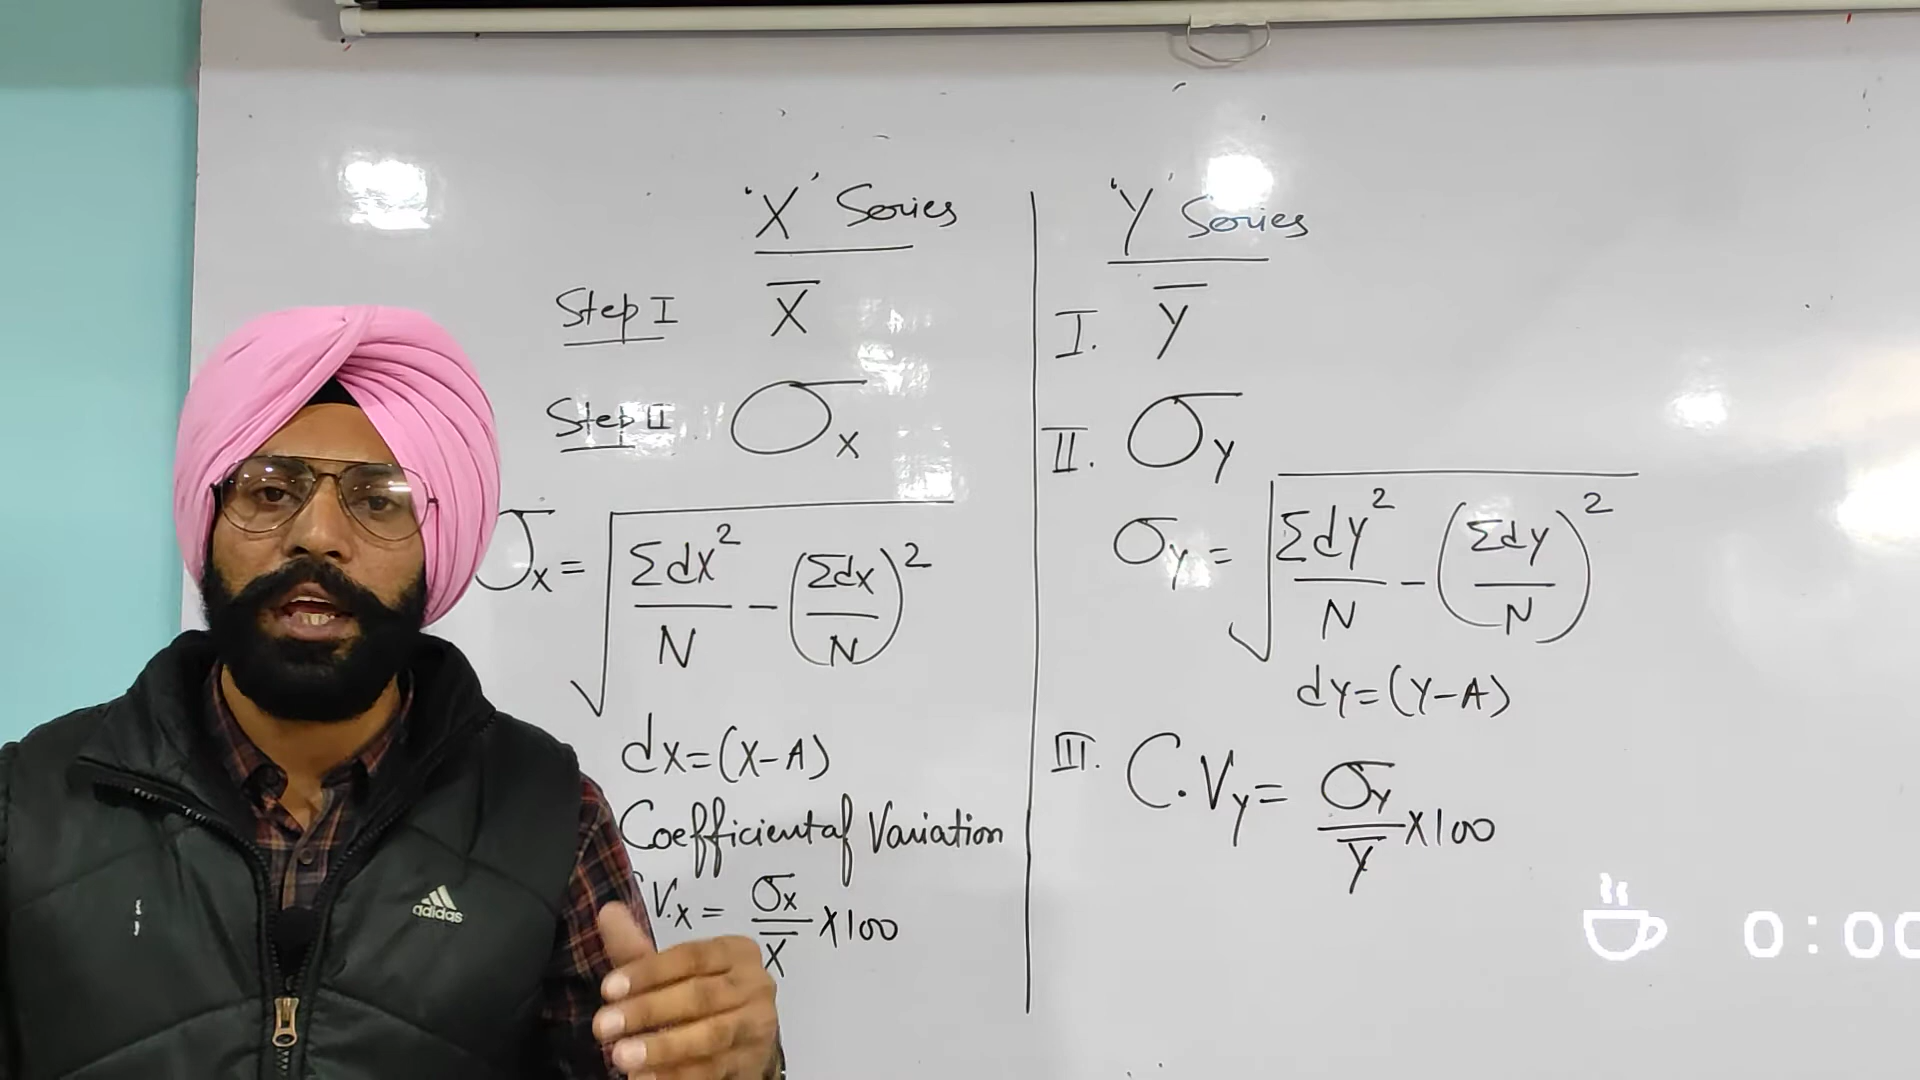 'X' Series
Step I X̅
Step II σx
σx = √ Σdx²/N − (Σdx/N)²
dx=(X-A)
Coefficient of Variation
V.x = σx/X̅ ×100
'Y' Series
I. Y̅
II. σy
σy = √ Σdy²/N − (Σdy/N)²
dy=(Y-A)
III. C.Vy = σy/Y̅ ×100
adidas
0:00